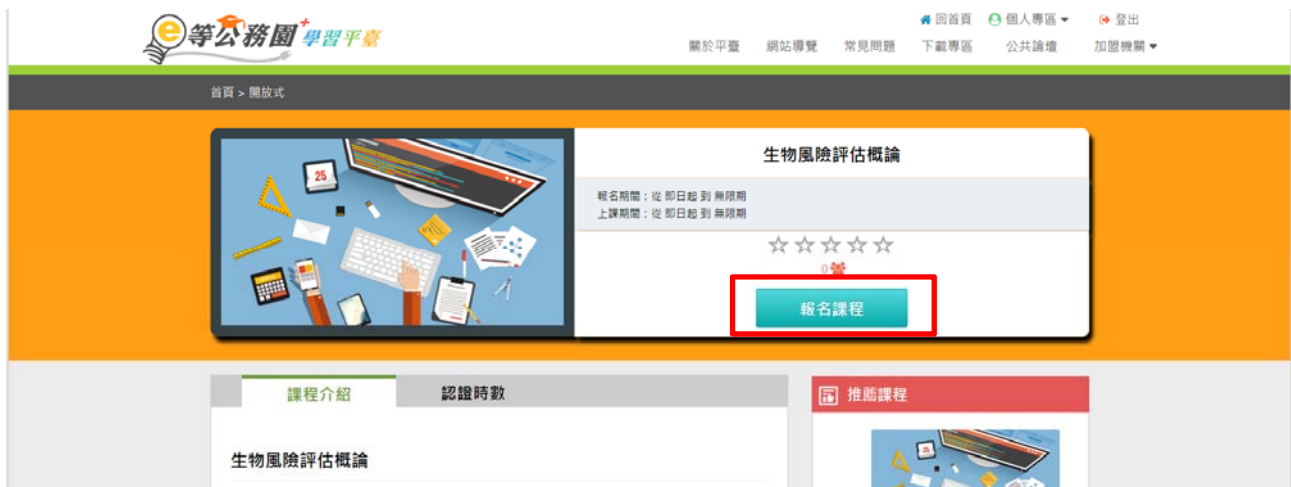 e等公務園+學習平臺
回首頁 個人專區 登出
關於平臺 網站導覽 常見問題 下載專區 公共論壇 加盟機關
首頁 > 開放式
25
生物風險評估概論
報名期間：從 即日起 到 無限期
上課期間：從 即日起 到 無限期
0
報名課程
課程介紹 認證時數
推薦課程
生物風險評估概論
25